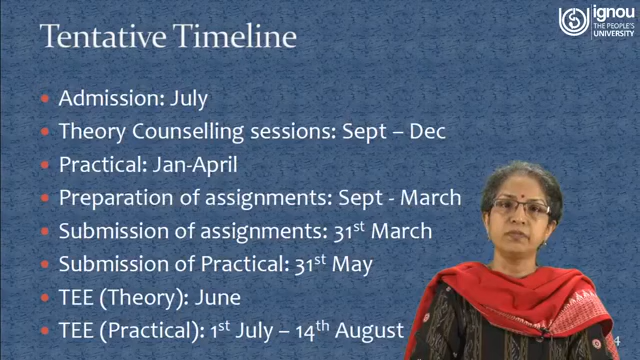 Tentative Timeline
ignou
THE PEOPLE'S
UNIVERSITY
Admission: July
Theory Counselling sessions: Sept – Dec
Practical: Jan-April
Preparation of assignments: Sept - March
Submission of assignments: 31st March
Submission of Practical: 31st May
TEE (Theory): June
TEE (Practical): 1st July – 14th August
4